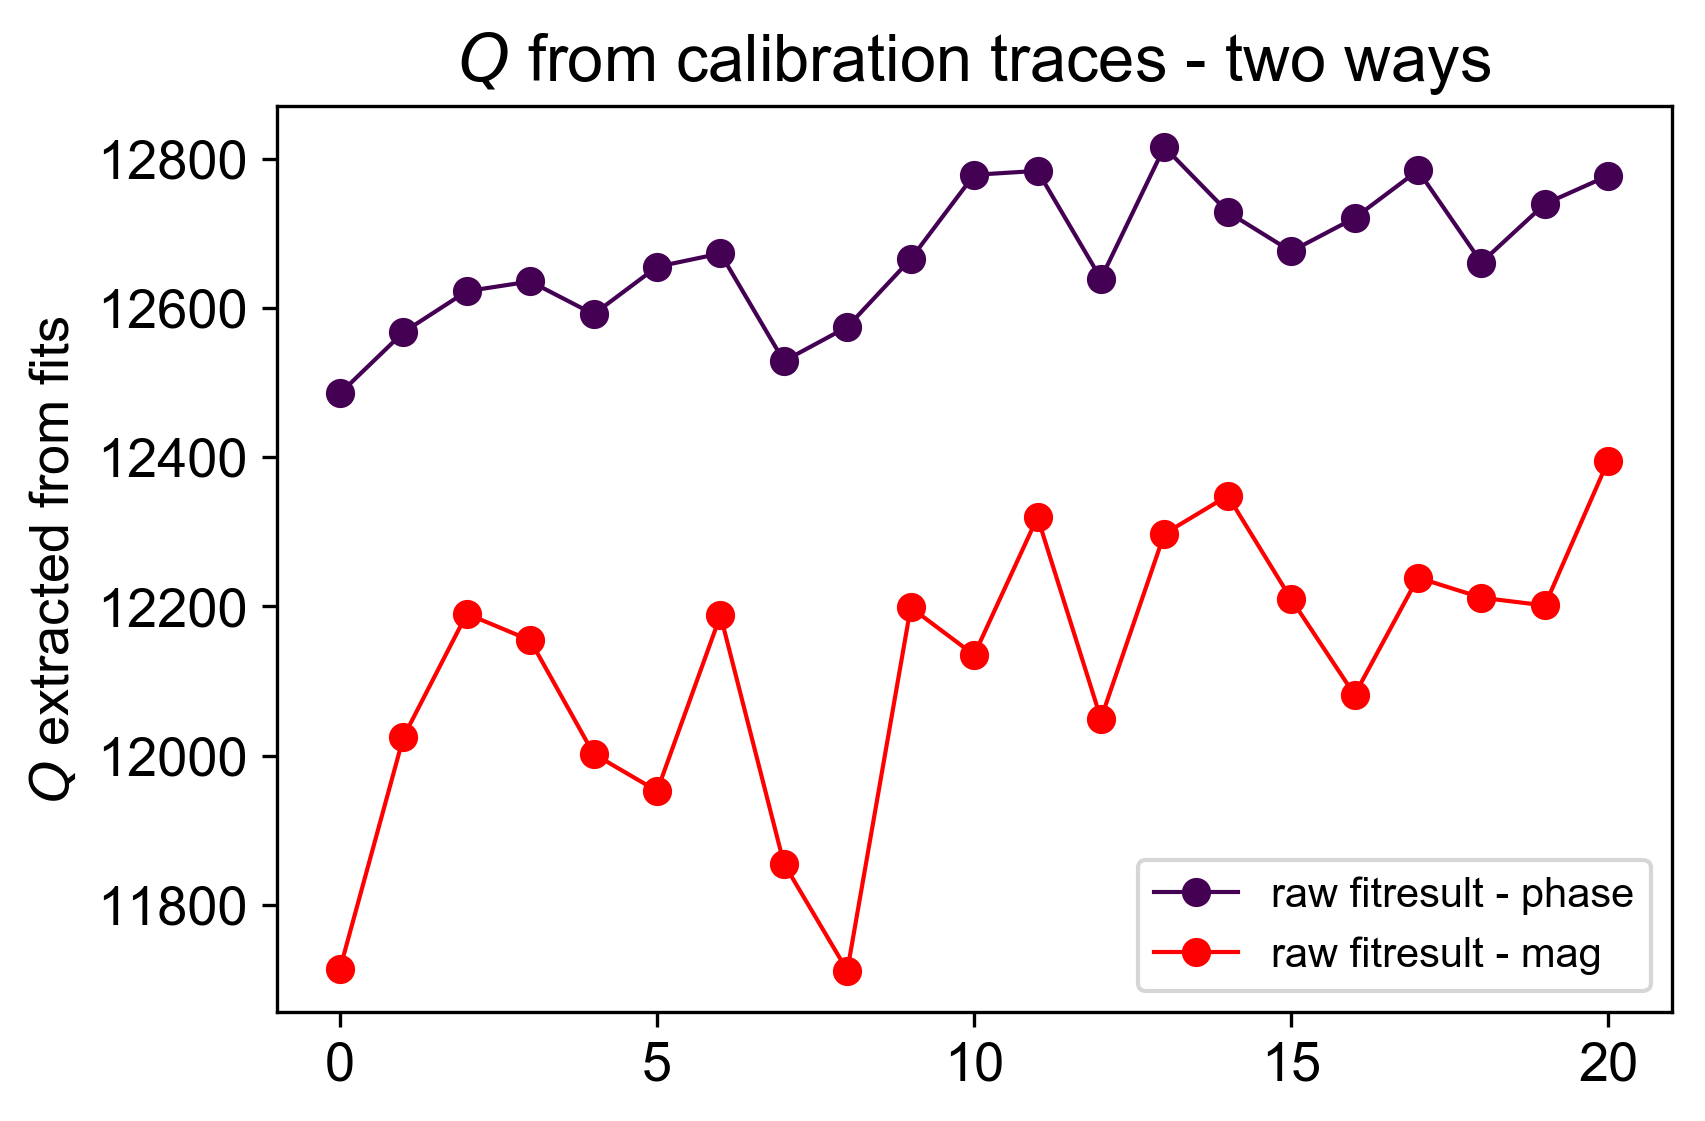 Q from calibration traces - two ways
Q extracted from fits
12800
12600
12400
12200
12000
11800
0
5
10
15
20
raw fitresult - phase
raw fitresult - mag